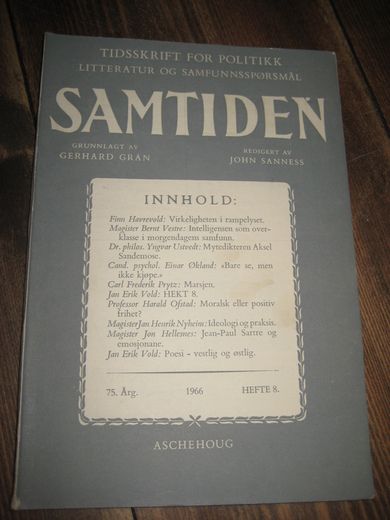 TIDSSKRIFT FOR POLITIKK
LITTERATUR OG SAMFUNNSSPØRSMÅL
SAMTIDEN
GRUNNLAGT AV
GERHARD GRAN
REDIGERT AV
JOHN SANNESS
INNHOLD:
Finn Havrevold: Virkeligheten i rampelyset.
Magister Bernt Vestre: Intelligensen som over-
klasse i morgendagens samfunn.
Dr. philos. Yngvar Ustvedt: Mytedikteren Aksel
Sandemose.
Cand. psychol. Einar Økland: «Bare se, men
ikke kjøpe.»
Carl Frederik Prytz: Marsjen.
Jan Erik Vold: HEKT 8.
Professor Harald Ofstad: Moralsk eller positiv
frihet?
Magister Jan Henrik Nyheim: Ideologi og praksis.
Magister Jon Hellesnes: Jean-Paul Sartre og
emosjonane.
Jan Erik Vold: Poesi – vestlig og østlig.
75. Årg. 1966 HEFTE 8.
ASCHEHOUG